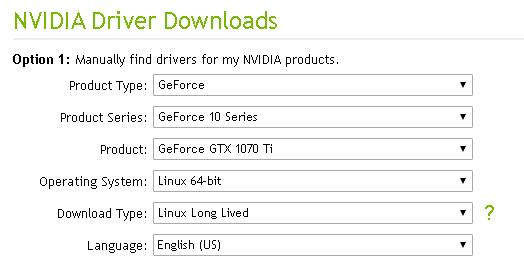 NVIDIA Driver Downloads
Option 1: Manually find drivers for my NVIDIA products.
Product Type: GeForce
Product Series: GeForce 10 Series
Product: GeForce GTX 1070 Ti
Operating System: Linux 64-bit
Download Type: Linux Long Lived ?
Language: English (US)